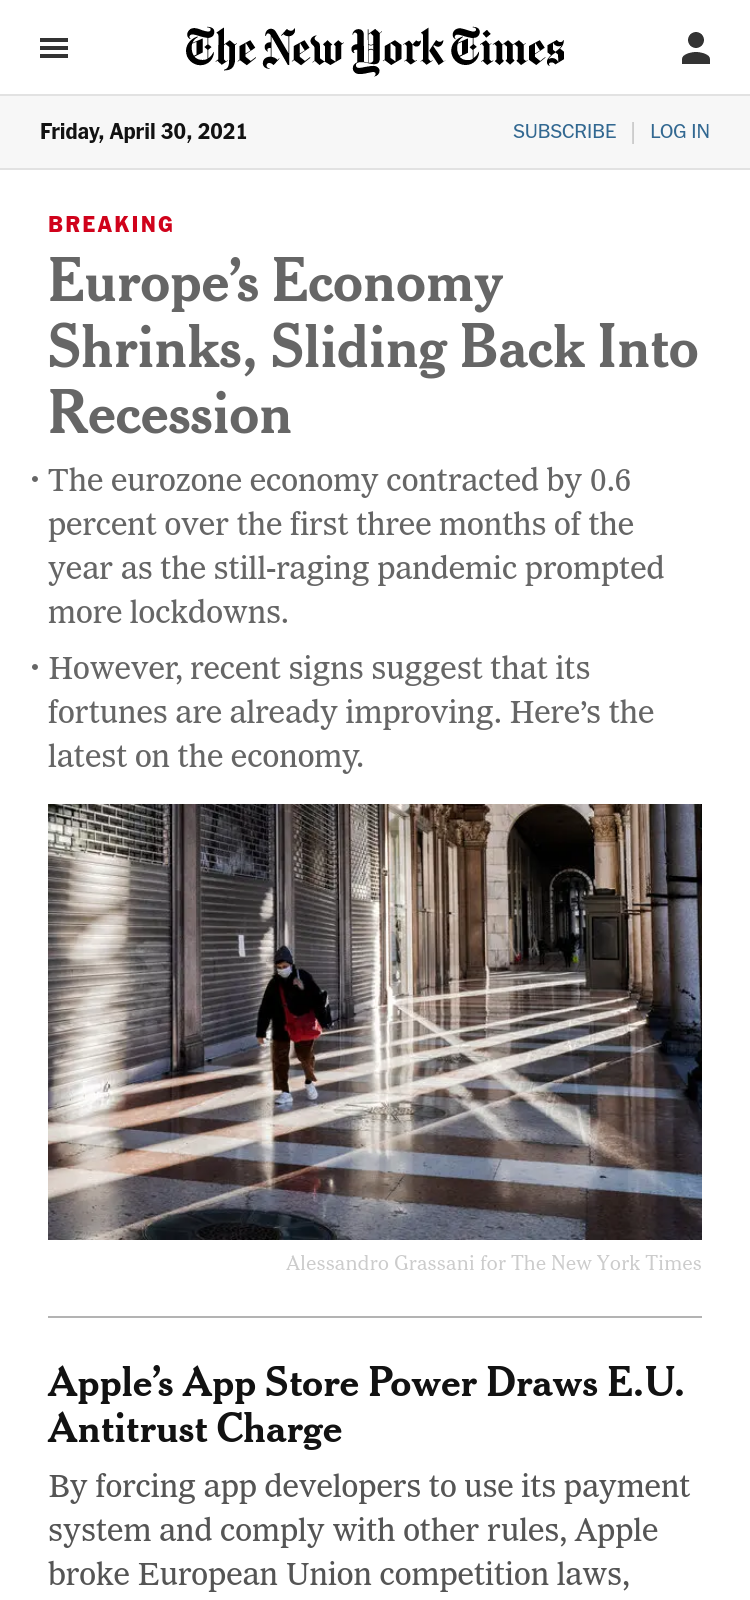 The New York Times
Friday, April 30, 2021
SUBSCRIBE | LOG IN
BREAKING
Europe’s Economy
Shrinks, Sliding Back Into
Recession
• The eurozone economy contracted by 0.6
percent over the first three months of the
year as the still-raging pandemic prompted
more lockdowns.
• However, recent signs suggest that its
fortunes are already improving. Here’s the
latest on the economy.
Alessandro Grassani for The New York Times
Apple’s App Store Power Draws E.U.
Antitrust Charge
By forcing app developers to use its payment
system and comply with other rules, Apple
broke European Union competition laws,